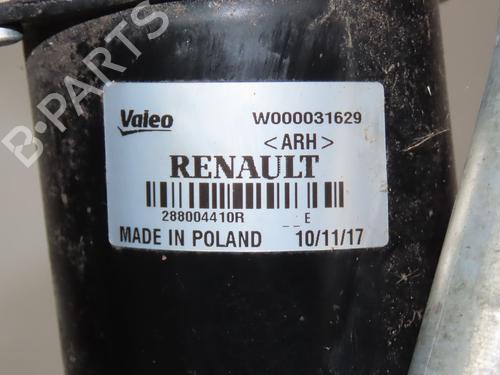 B-PARTS
Valeo W000031629
<ARH>
RENAULT
288004410R E
MADE IN POLAND 10/11/17